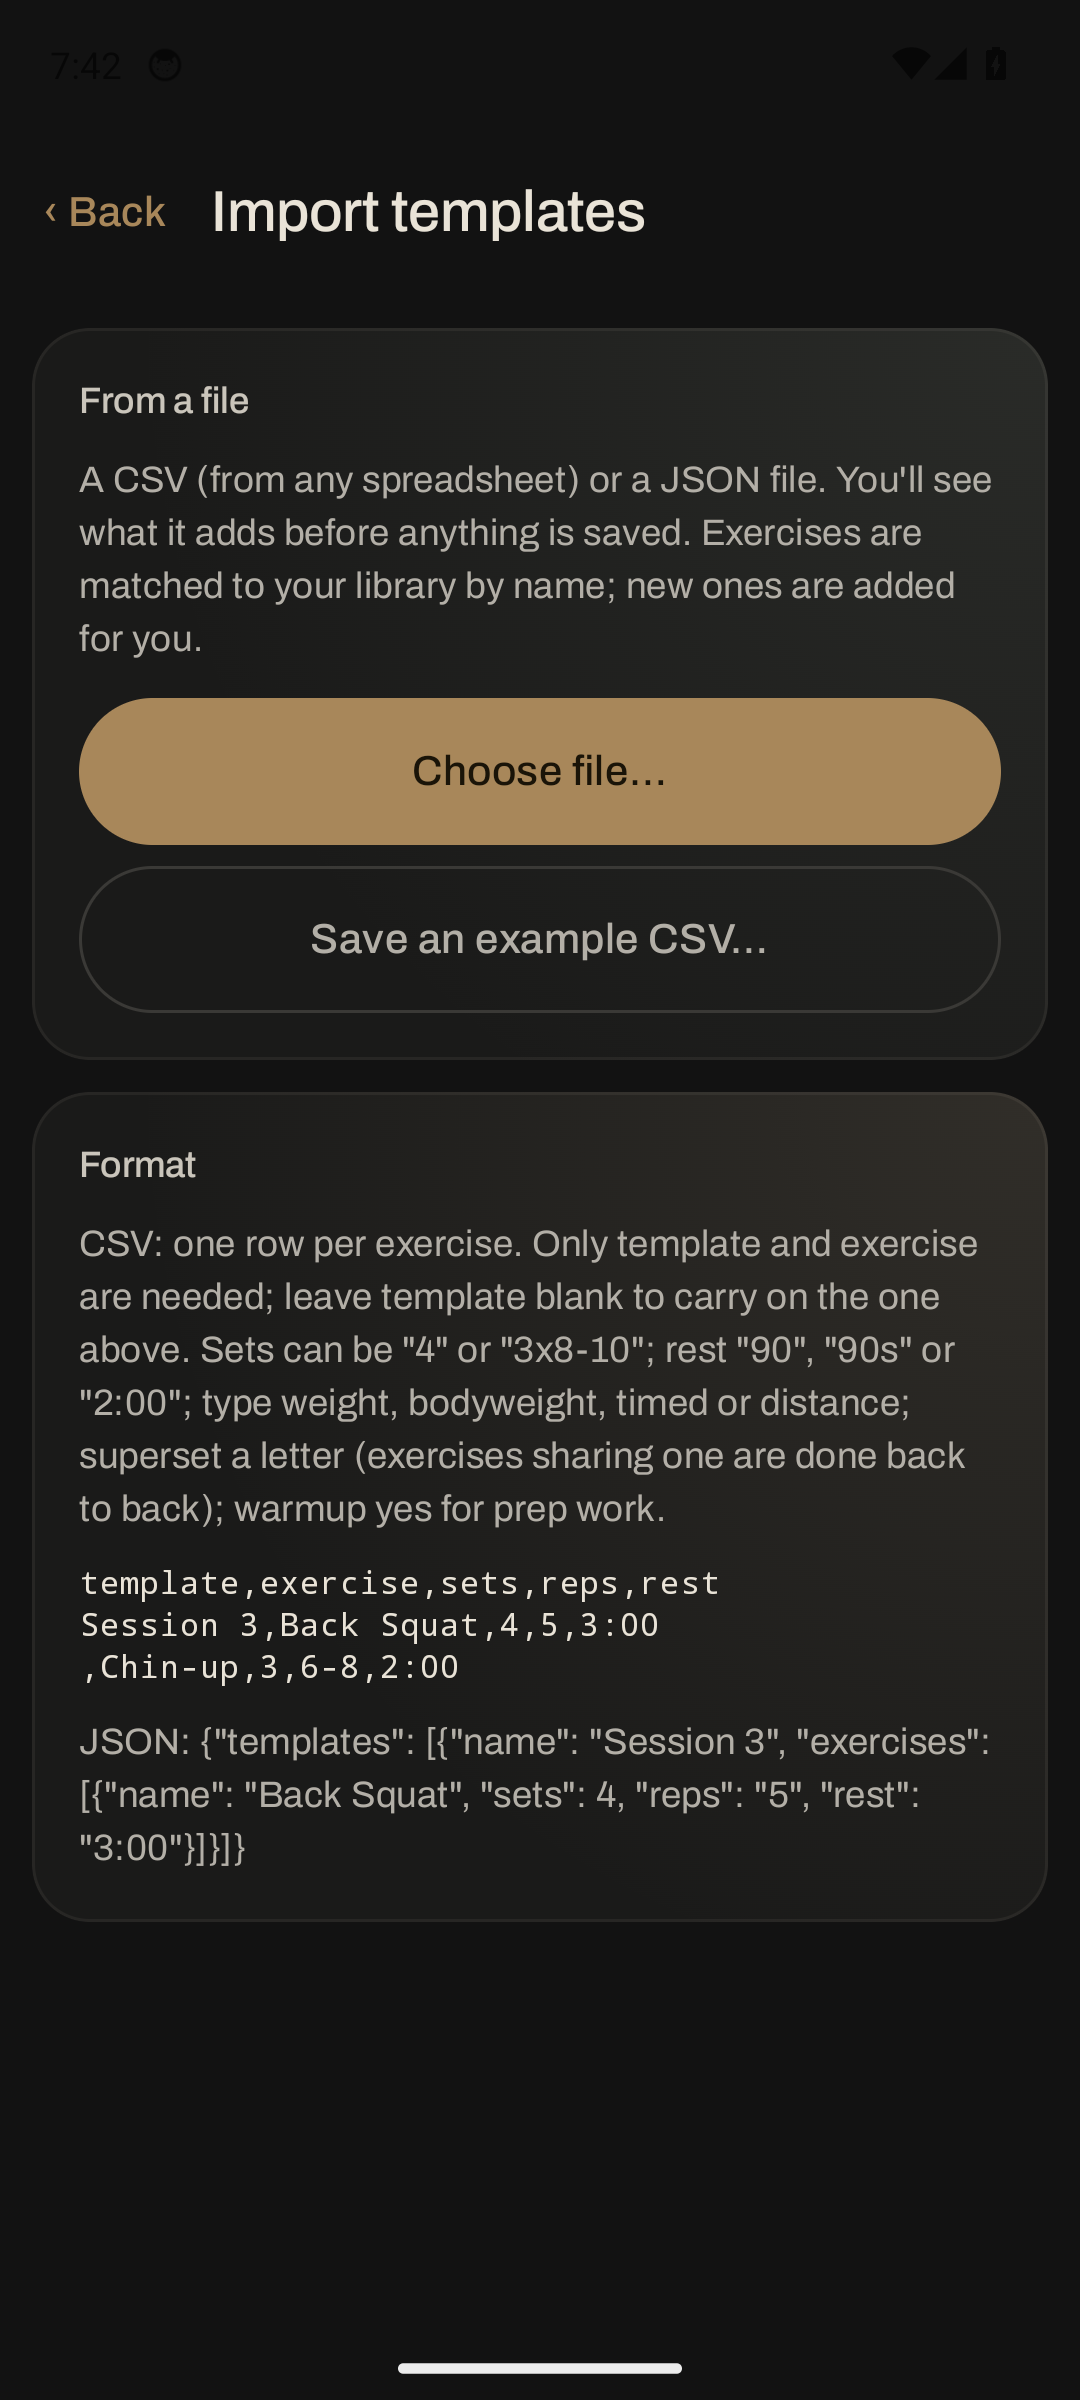 7:42
‹ Back Import templates
From a file
A CSV (from any spreadsheet) or a JSON file. You'll see
what it adds before anything is saved. Exercises are
matched to your library by name; new ones are added
for you.
Choose file...
Save an example CSV...
Format
CSV: one row per exercise. Only template and exercise
are needed; leave template blank to carry on the one
above. Sets can be "4" or "3x8-10"; rest "90", "90s" or
"2:00"; type weight, bodyweight, timed or distance;
superset a letter (exercises sharing one are done back
to back); warmup yes for prep work.
template,exercise,sets,reps,rest
Session 3,Back Squat,4,5,3:00
,Chin-up,3,6-8,2:00
JSON: {"templates": [{"name": "Session 3", "exercises":
[{"name": "Back Squat", "sets": 4, "reps": "5", "rest":
"3:00"}]}]}